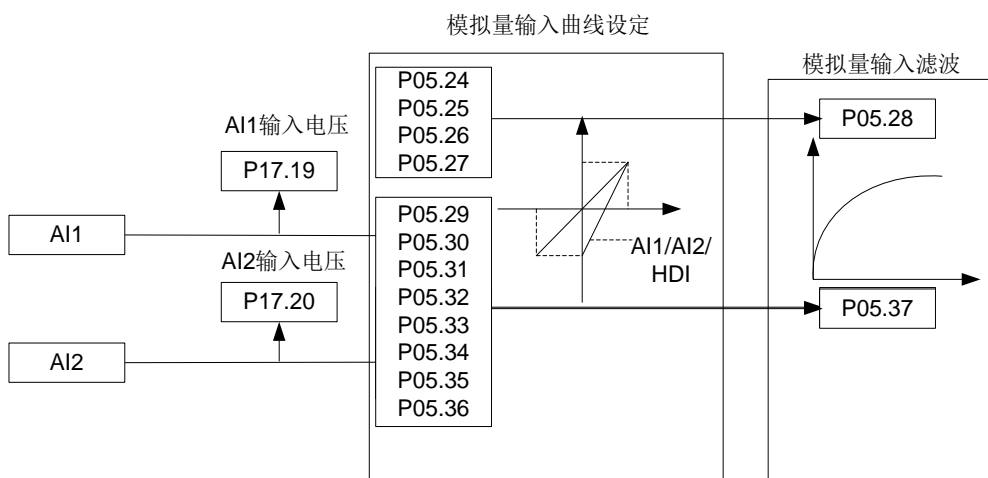 模拟量输入曲线设定
模拟量输入滤波
P05.24
P05.25
P05.26
P05.27
P05.28
AI1输入电压
P17.19
AI1
P05.29
P05.30
P05.31
P05.32
P05.33
P05.34
P05.35
P05.36
AI1/AI2/
HDI
AI2输入电压
P17.20
P05.37
AI2